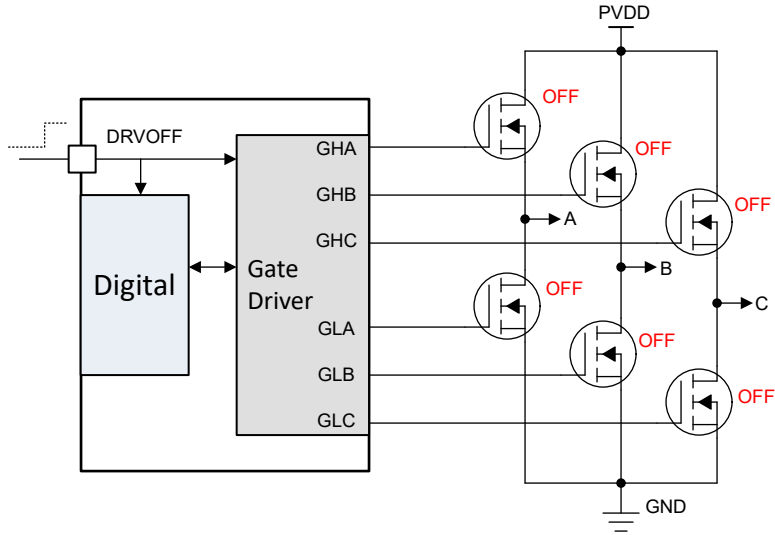 PVDD
OFF
DRVOFF
GHA
OFF
GHB
OFF
A
GHC
Digital
Gate
Driver
B
OFF
C
GLA
OFF
GLB
OFF
GLC
GND